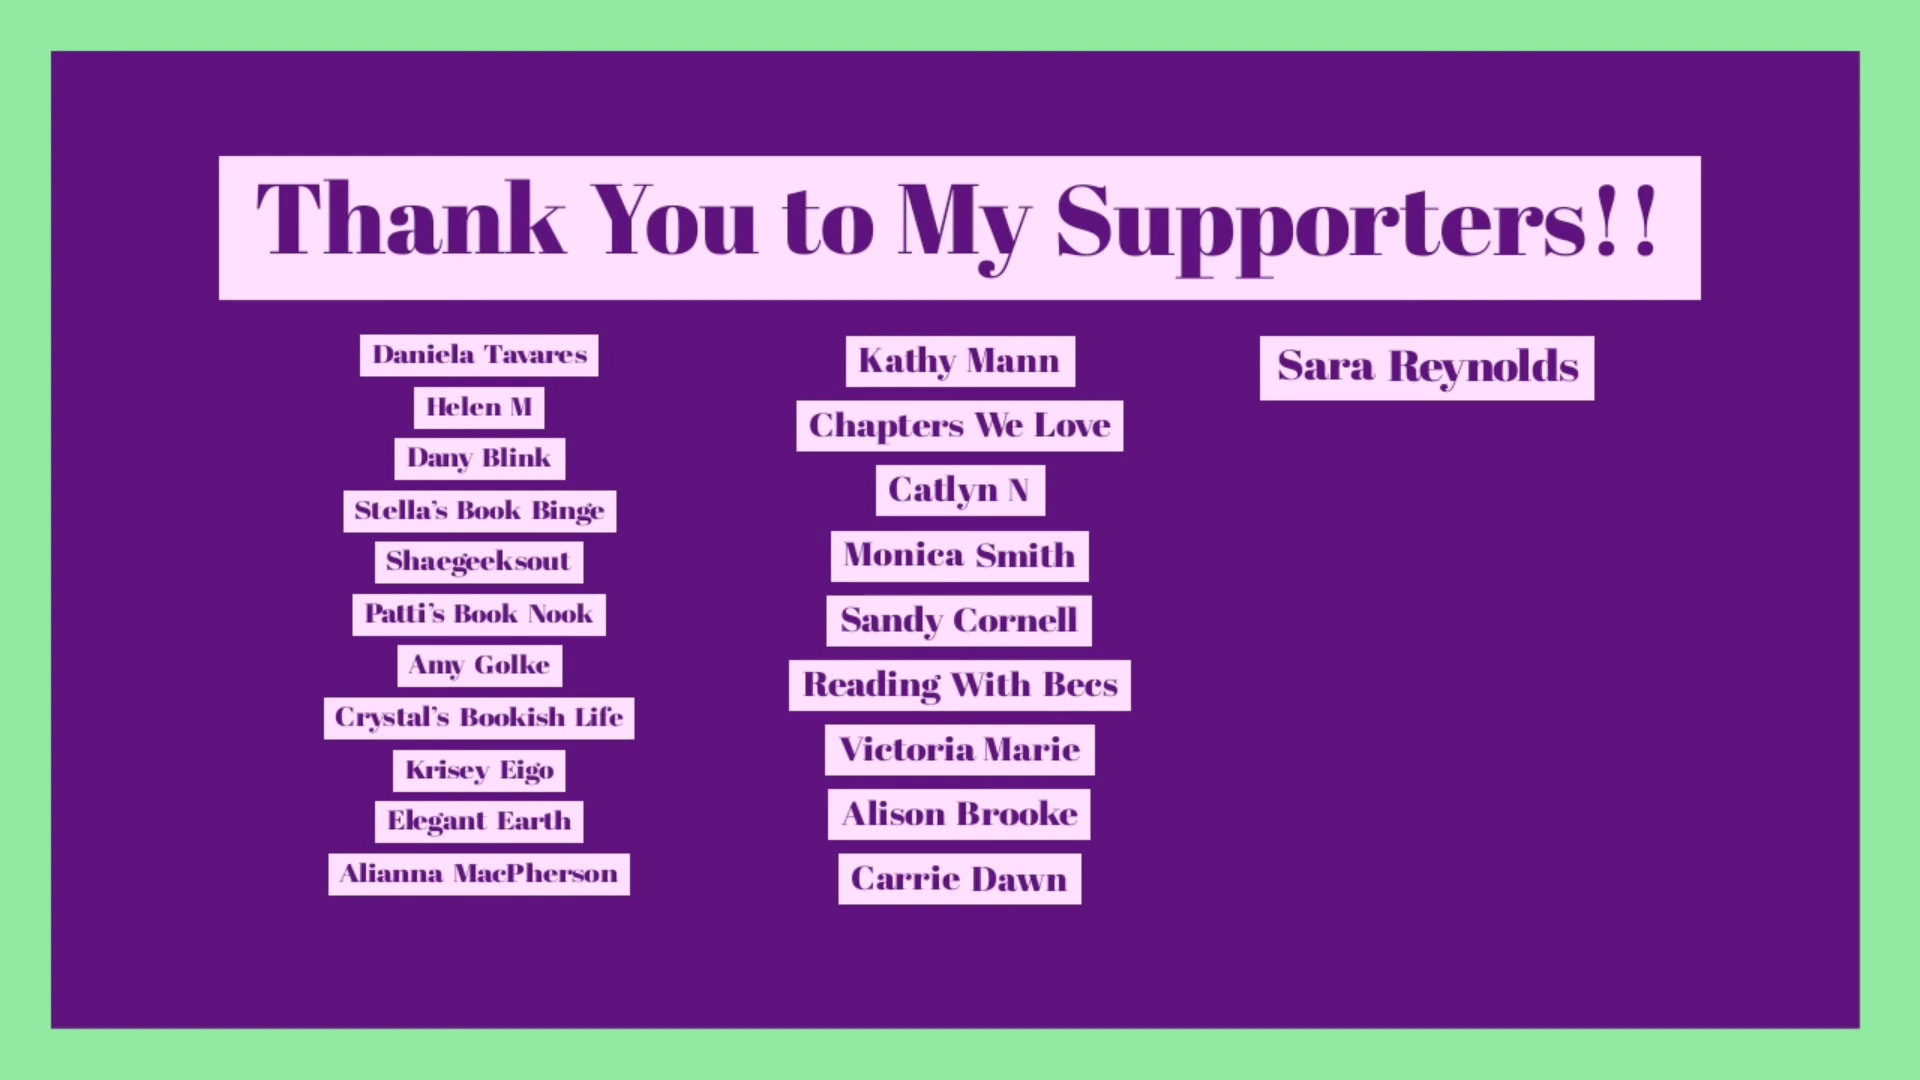 Thank You to My Supporters!!
Daniela Tavares
Helen M
Dany Blink
Stella's Book Binge
Shaegeeksout
Patti's Book Nook
Amy Golke
Crystal's Bookish Life
Krisey Eigo
Elegant Earth
Alianna MacPherson
Kathy Mann
Chapters We Love
Catlyn N
Monica Smith
Sandy Cornell
Reading With Becs
Victoria Marie
Alison Brooke
Carrie Dawn
Sara Reynolds